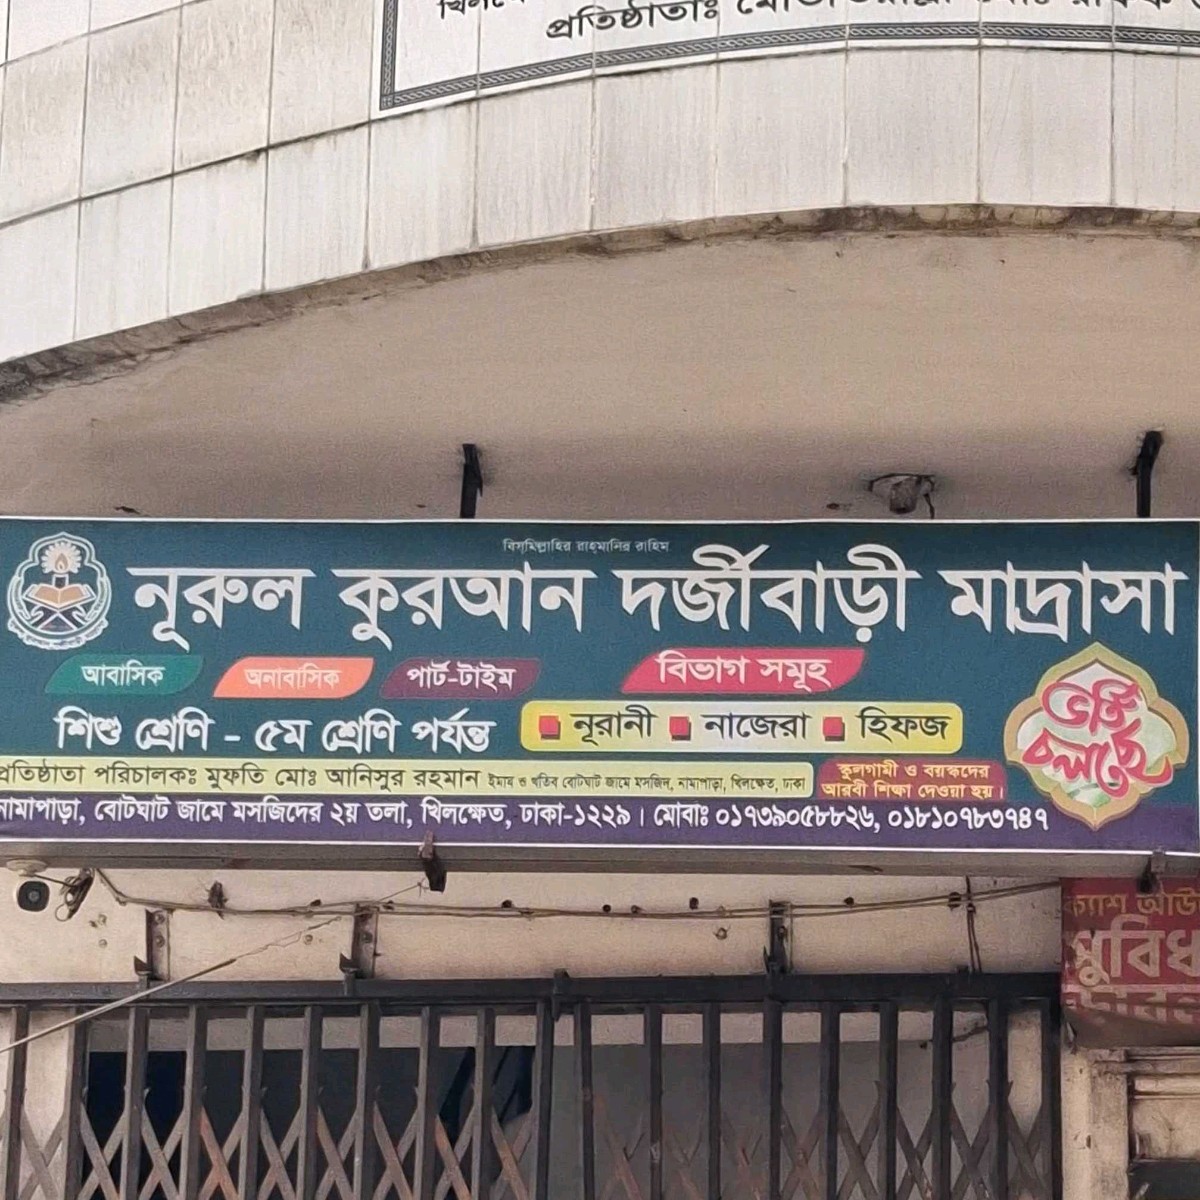 প্রতিষ্ঠাতাঃ
বিস্‌মিল্লাহির রাহ্‌মানির রাহিম
নূরুল কুরআন দর্জীবাড়ী মাদ্রাসা
আবাসিক অনাবাসিক পার্ট-টাইম বিভাগ সমূহ
শিশু শ্রেণি - ৫ম শ্রেণি পর্যন্ত নূরানী নাজেরা হিফজ
ভর্তি চলছে
প্রতিষ্ঠাতা পরিচালকঃ মুফতি মোঃ আনিসুর রহমান ইমাম ও খতিব বোটঘাট জামে মসজিদ, নামাপাড়া, খিলক্ষেত, ঢাকা
স্কুলগামী ও বয়স্কদের
আরবী শিক্ষা দেওয়া হয়।
নামাপাড়া, বোটঘাট জামে মসজিদের ২য় তলা, খিলক্ষেত, ঢাকা-১২২৯। মোবাঃ ০১৭৩৯০৫৮৮২৬, ০১৮১০৭৮৩৭৪৭
ক্যাশ আউ
সুবিধ